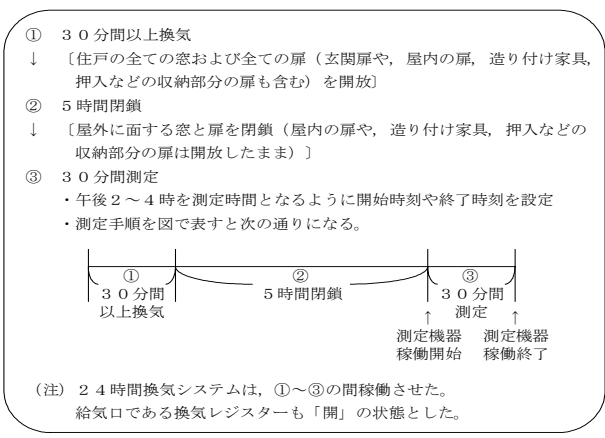 ① ３０分間以上換気
↓ 〔住戸の全ての窓および全ての扉（玄関扉や，屋内の扉，造り付け家具，
押入などの収納部分の扉も含む）を開放〕
② ５時間閉鎖
↓ 〔屋外に面する窓と扉を閉鎖（屋内の扉や，造り付け家具，押入などの
収納部分の扉は開放したまま）〕
③ ３０分間測定
・午後２～４時を測定時間となるように開始時刻や終了時刻を設定
・測定手順を図で表すと次の通りになる。
① ② ③
３０分間 ５時間閉鎖 ３０分間
以上換気 測定
↑ ↑
測定機器 測定機器
稼働開始 稼働終了
（注）２４時間換気システムは，①～③の間稼働させた。
給気口である換気レジスターも「開」の状態とした。